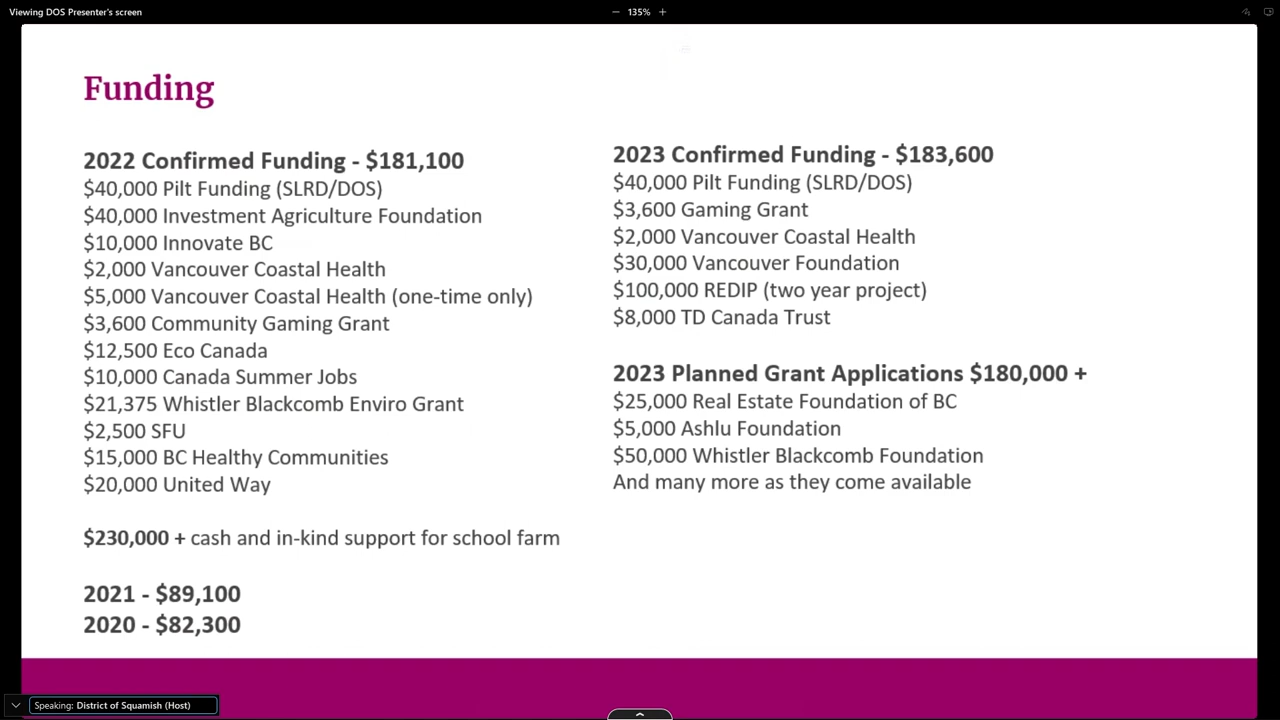 Viewing DOS Presenter's screen
− 135% +
Funding
2022 Confirmed Funding - $181,100
$40,000 Pilt Funding (SLRD/DOS)
$40,000 Investment Agriculture Foundation
$10,000 Innovate BC
$2,000 Vancouver Coastal Health
$5,000 Vancouver Coastal Health (one-time only)
$3,600 Community Gaming Grant
$12,500 Eco Canada
$10,000 Canada Summer Jobs
$21,375 Whistler Blackcomb Enviro Grant
$2,500 SFU
$15,000 BC Healthy Communities
$20,000 United Way
$230,000 + cash and in-kind support for school farm
2021 - $89,100
2020 - $82,300
2023 Confirmed Funding - $183,600
$40,000 Pilt Funding (SLRD/DOS)
$3,600 Gaming Grant
$2,000 Vancouver Coastal Health
$30,000 Vancouver Foundation
$100,000 REDIP (two year project)
$8,000 TD Canada Trust
2023 Planned Grant Applications $180,000 +
$25,000 Real Estate Foundation of BC
$5,000 Ashlu Foundation
$50,000 Whistler Blackcomb Foundation
And many more as they come available
Speaking: District of Squamish (Host)